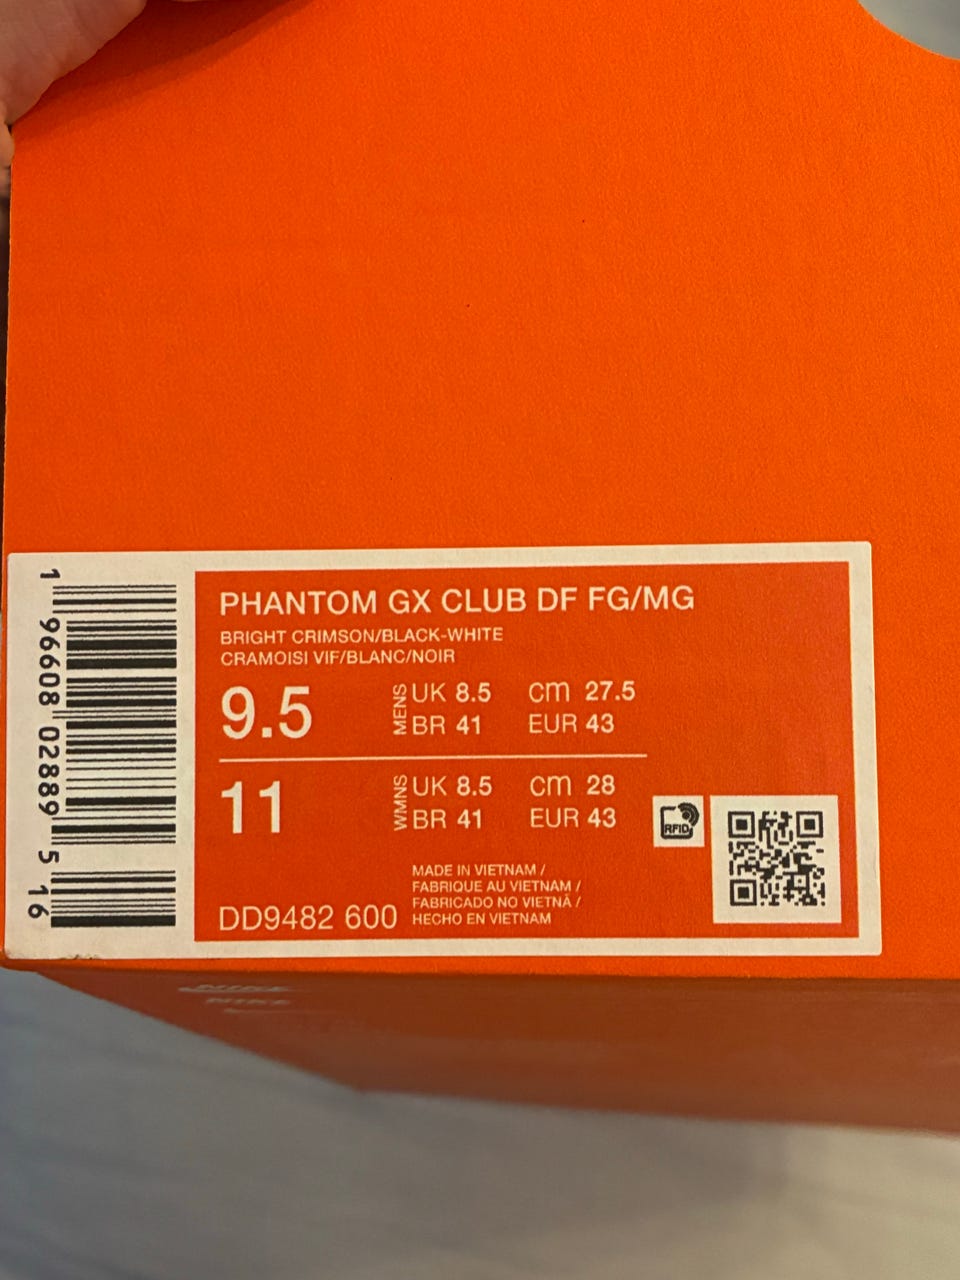 PHANTOM GX CLUB DF FG/MG
BRIGHT CRIMSON/BLACK-WHITE
CRAMOISI VIF/BLANC/NOIR
9.5 MENS UK 8.5 cm 27.5
BR 41 EUR 43
11 WMNS UK 8.5 cm 28
BR 41 EUR 43
RFID
MADE IN VIETNAM /
FABRIQUE AU VIETNAM /
FABRICADO NO VIETNÃ /
HECHO EN VIETNAM
DD9482 600
1 96608 02889 5 16
NIKE